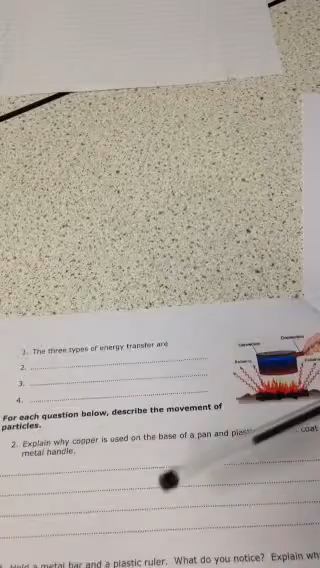 1. The three types of energy transfer are
2.
3.
4.
For each question below, describe the movement of
particles.
2. Explain why copper is used on the base of a pan and coat
metal handle.
Hold a metal bar and a plastic ruler. What do you notice? Explain